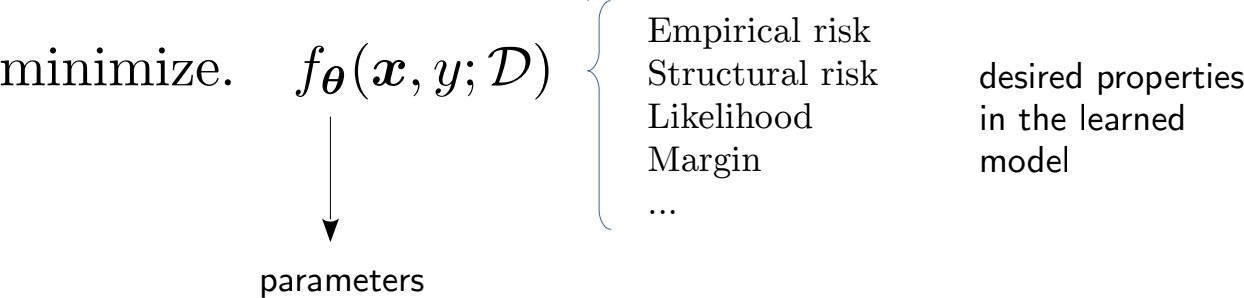 minimize. f_θ(x, y; 𝒟)
Empirical risk
Structural risk
Likelihood
Margin
...
desired properties
in the learned
model
parameters